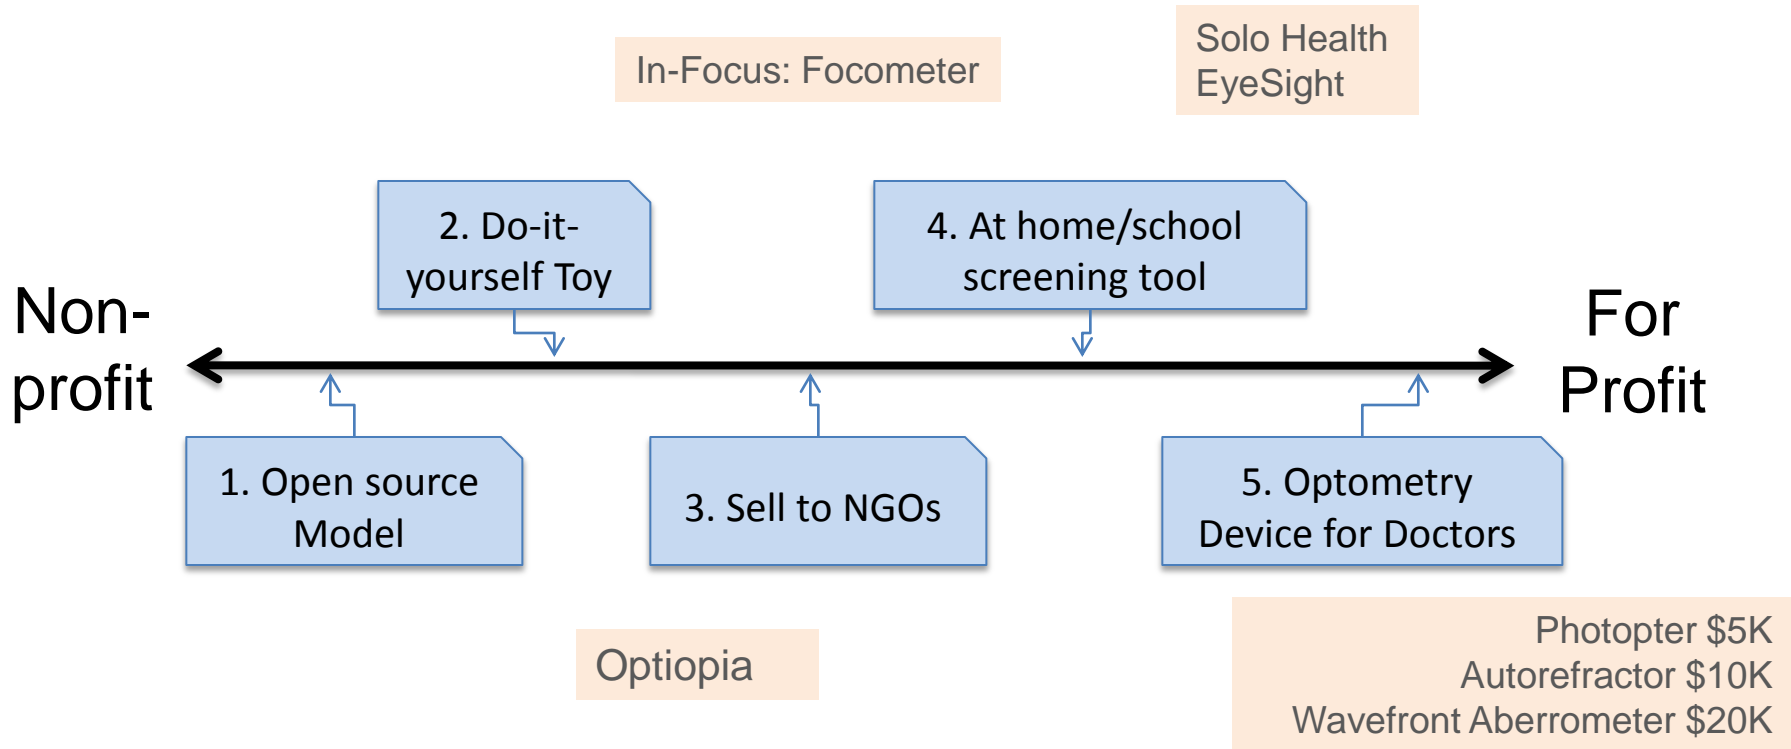 In-Focus: Focometer
Solo Health
EyeSight
2. Do-it-
yourself Toy
4. At home/school
screening tool
Non-
profit
For
Profit
1. Open source
Model
3. Sell to NGOs
5. Optometry
Device for Doctors
Optiopia
Photopter $5K
Autorefractor $10K
Wavefront Aberrometer $20K